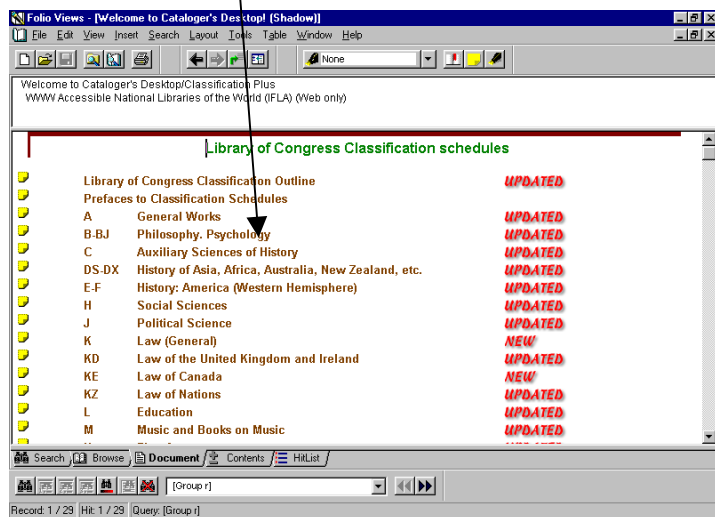 Folio Views - [Welcome to Cataloger's Desktop! (Shadow)]
File Edit View Insert Search Layout Tools Table Window Help
None
Welcome to Cataloger's Desktop/Classification Plus
WWW Accessible National Libraries of the World (IFLA) (Web only)
Library of Congress Classification schedules
Library of Congress Classification Outline UPDATED
Prefaces to Classification Schedules
A General Works UPDATED
B-BJ Philosophy. Psychology UPDATED
C Auxiliary Sciences of History UPDATED
DS-DX History of Asia, Africa, Australia, New Zealand, etc. UPDATED
E-F History: America (Western Hemisphere) UPDATED
H Social Sciences UPDATED
J Political Science UPDATED
K Law (General) NEW
KD Law of the United Kingdom and Ireland UPDATED
KE Law of Canada NEW
KZ Law of Nations UPDATED
L Education UPDATED
M Music and Books on Music UPDATED
Search Browse Document Contents HitList
[Group r]
Record: 1 / 29 Hit: 1 / 29 Query: [Group r]